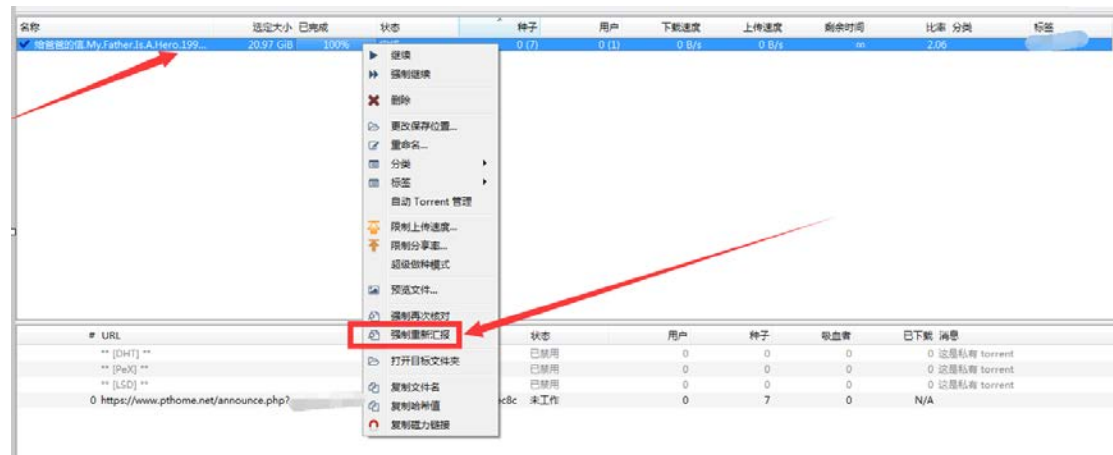 名称 选定大小 已完成 状态 种子 用户 下载速度 上传速度 剩余时间 比率 分类 标签
给爸爸的信.My.Father.Is.A.Hero.199... 20.97 GiB 100% 0 (7) 0 (1) 0 B/s 0 B/s ∞ 2.06
继续
强制继续
删除
更改保存位置...
重命名...
分类
标签
自动 Torrent 管理
限制上传速度...
限制分享率...
超级做种模式
预览文件...
强制再次核对
强制重新汇报
打开目标文件夹
复制文件名
复制哈希值
复制磁力链接
# URL 状态 用户 种子 吸血者 已下载 消息
** [DHT] ** 已禁用 0 0 0 0 这是私有 torrent
** [PeX] ** 已禁用 0 0 0 0 这是私有 torrent
** [LSD] ** 已禁用 0 0 0 0 这是私有 torrent
0 https://www.pthome.net/announce.php? c8c 未工作 0 7 0 N/A